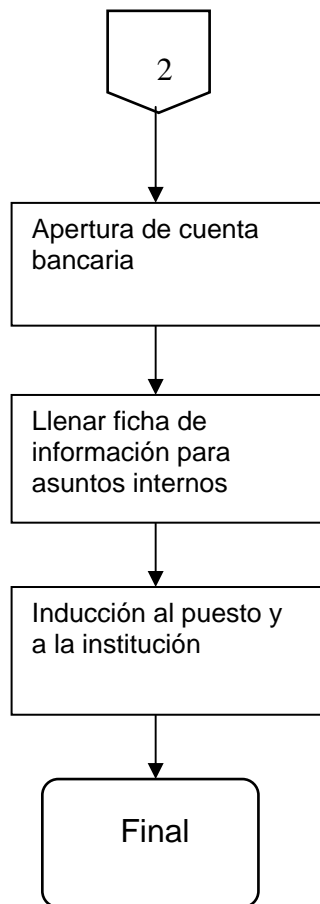 2
Apertura de cuenta
bancaria
Llenar ficha de
información para
asuntos internos
Inducción al puesto y
a la institución
Final